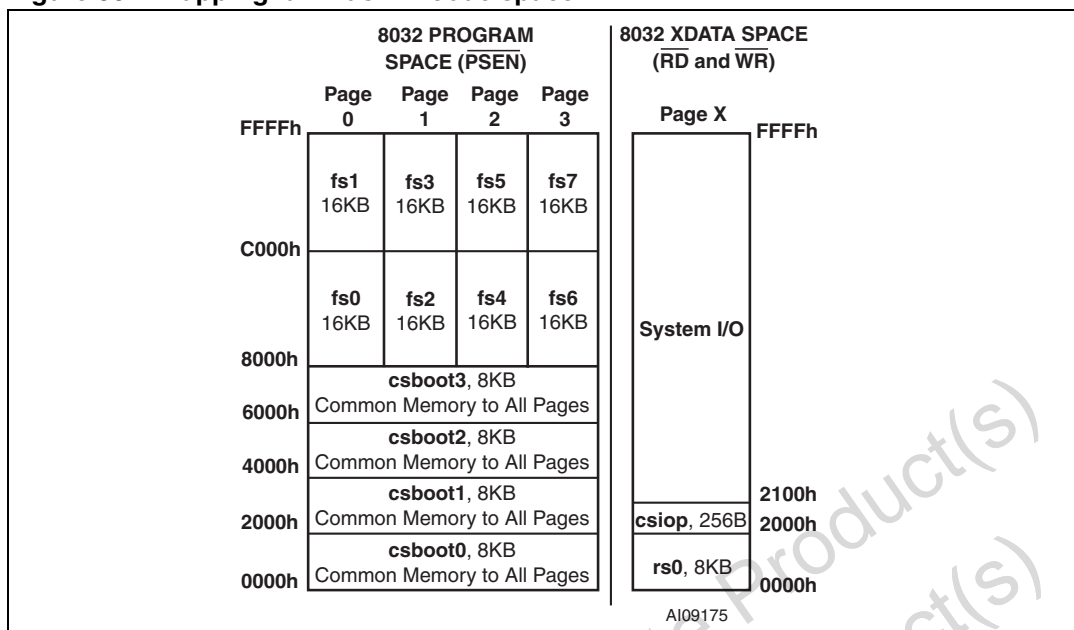 8032 PROGRAM
SPACE (PSEN)
Page 0
Page 1
Page 2
Page 3
FFFFh
fs1
16KB
fs3
16KB
fs5
16KB
fs7
16KB
C000h
fs0
16KB
fs2
16KB
fs4
16KB
fs6
16KB
8000h
csboot3, 8KB
Common Memory to All Pages
6000h
csboot2, 8KB
Common Memory to All Pages
4000h
csboot1, 8KB
Common Memory to All Pages
2000h
csboot0, 8KB
Common Memory to All Pages
0000h
8032 XDATA SPACE
(RD and WR)
Page X
FFFFh
System I/O
2100h
csiop, 256B
2000h
rs0, 8KB
0000h
AI09175
Product(s)